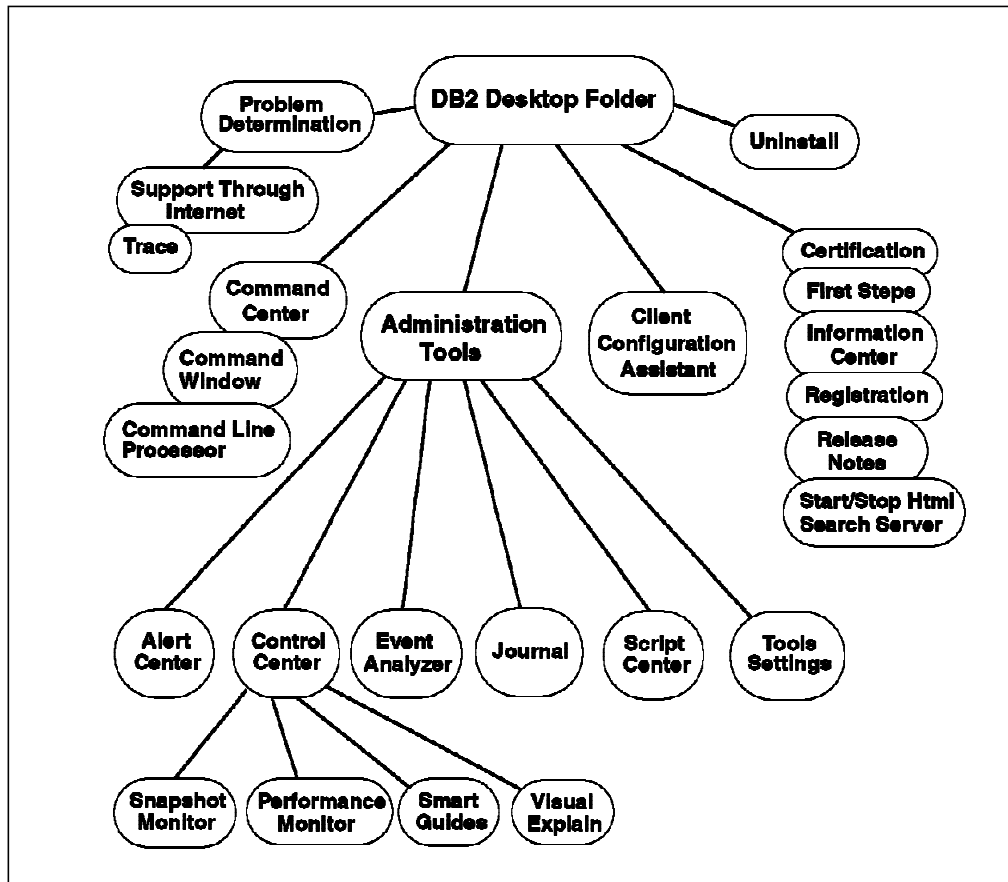 DB2 Desktop Folder
Problem
Determination
Uninstall
Support Through
Internet
Trace
Command
Center
Command
Window
Command Line
Processor
Administration
Tools
Client
Configuration
Assistant
Certification
First Steps
Information
Center
Registration
Release
Notes
Start/Stop Html
Search Server
Alert
Center
Control
Center
Event
Analyzer
Journal
Script
Center
Tools
Settings
Snapshot
Monitor
Performance
Monitor
Smart
Guides
Visual
Explain